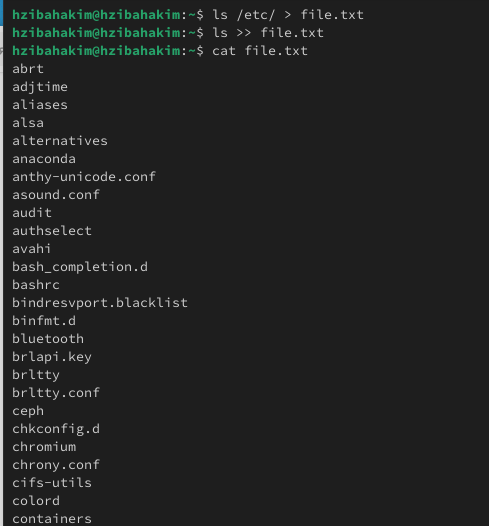 hzibahakim@hzibahakim:~$ ls /etc/ > file.txt
hzibahakim@hzibahakim:~$ ls >> file.txt
hzibahakim@hzibahakim:~$ cat file.txt
abrt
adjtime
aliases
alsa
alternatives
anaconda
anthy-unicode.conf
asound.conf
audit
authselect
avahi
bash_completion.d
bashrc
bindresvport.blacklist
binfmt.d
bluetooth
brlapi.key
brltty
brltty.conf
ceph
chkconfig.d
chromium
chrony.conf
cifs-utils
colord
containers